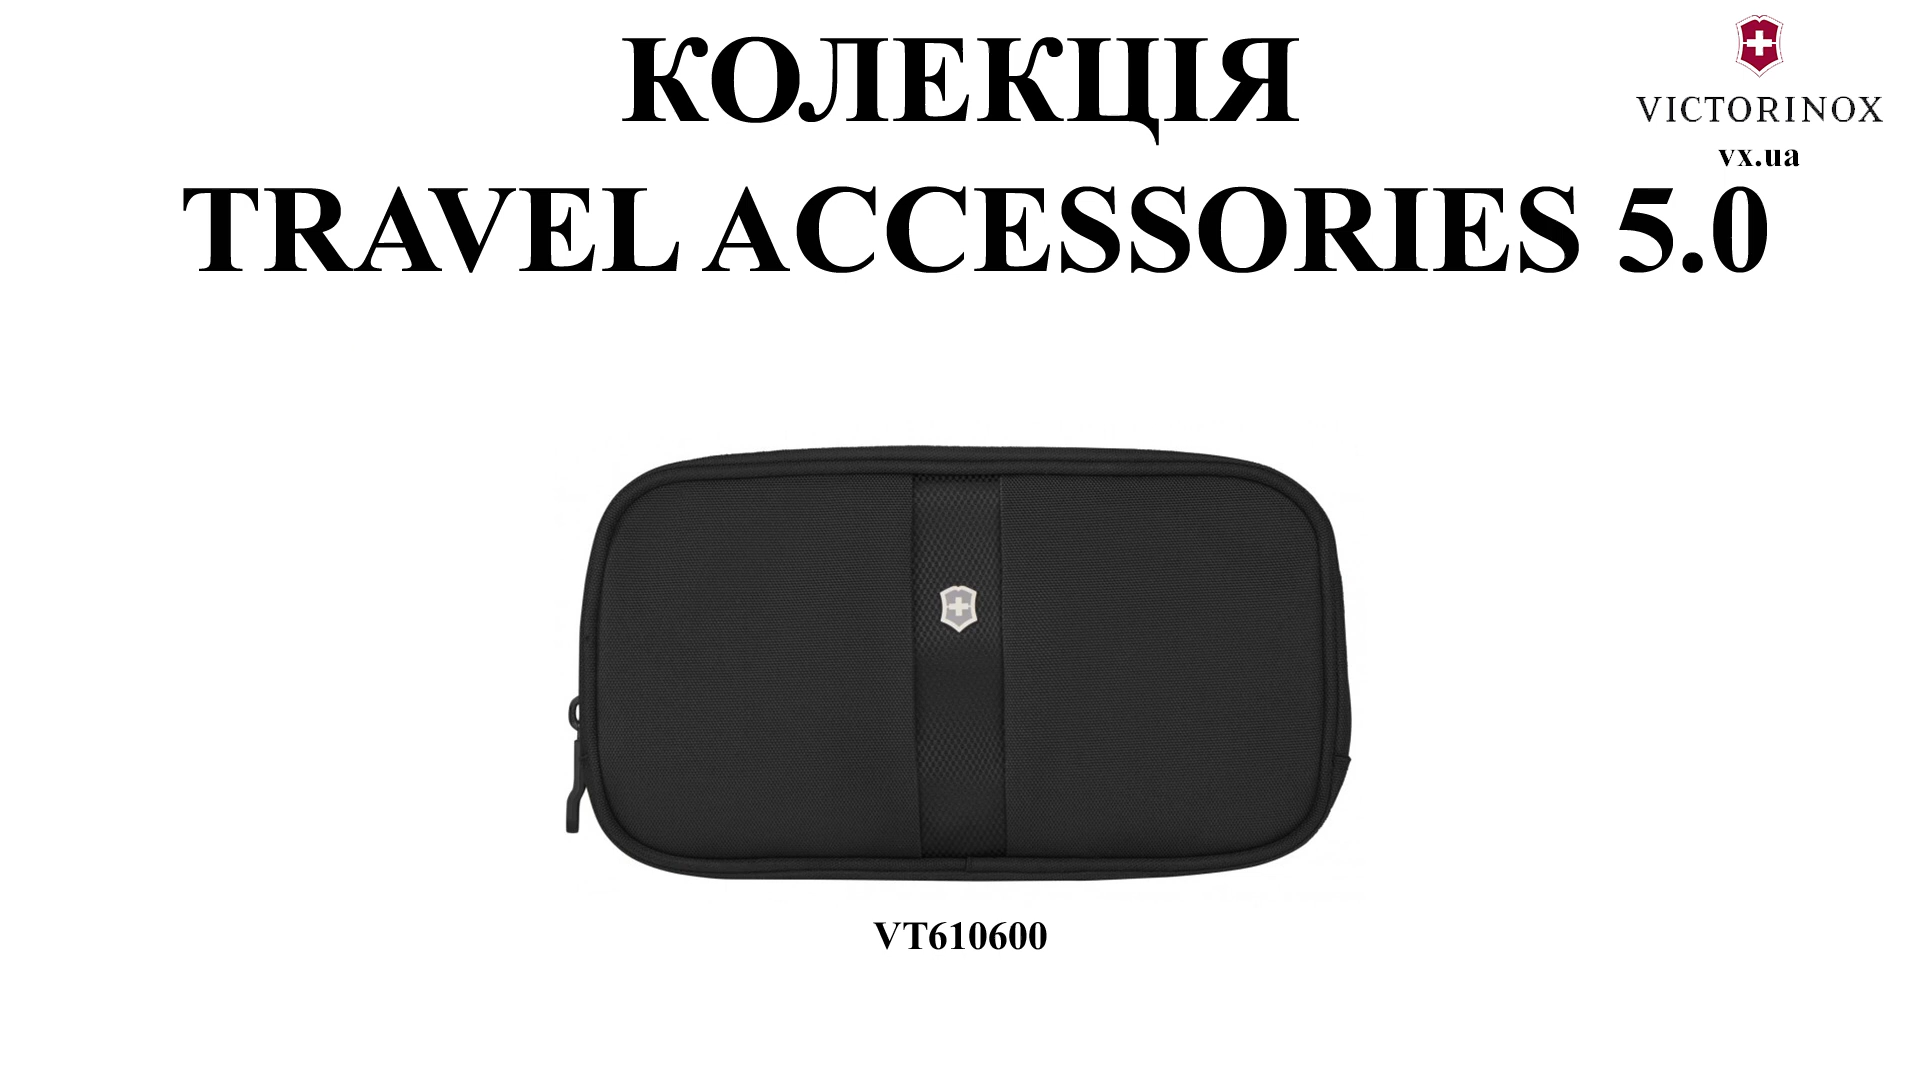 КОЛЕКЦІЯ
VICTORINOX
vx.ua
TRAVEL ACCESSORIES 5.0
VT610600